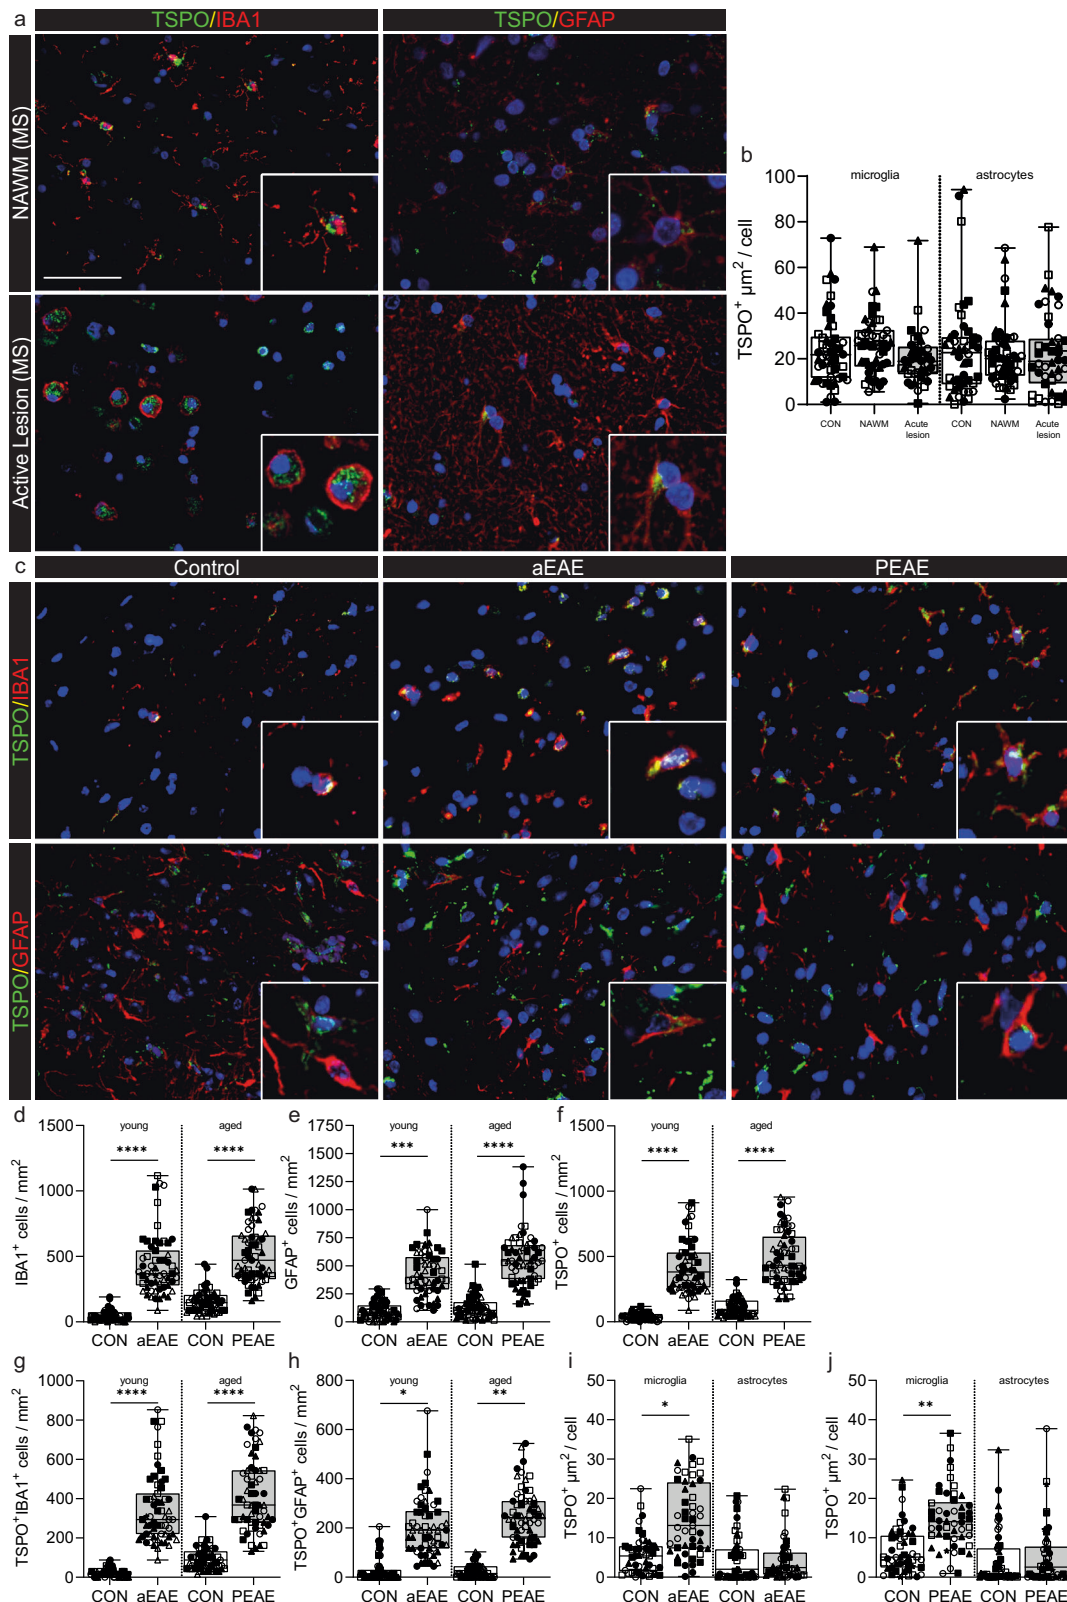 a
TSPO/IBA1
TSPO/GFAP
NAWM (MS)
Active Lesion (MS)
b
microglia
astrocytes
TSPO⁺ µm² / cell
100
80
60
40
20
0
CON
NAWM
Acute lesion
CON
NAWM
Acute lesion
c
Control
aEAE
PEAE
TSPO/IBA1
TSPO/GFAP
d
young
aged
IBA1⁺ cells / mm²
1500
1000
500
0
****
****
CON
aEAE
CON
PEAE
e
young
aged
GFAP⁺ cells / mm²
1750
1500
1250
1000
750
500
250
0
***
****
CON
aEAE
CON
PEAE
f
young
aged
TSPO⁺ cells / mm²
1500
1000
500
0
****
****
CON
aEAE
CON
PEAE
g
young
aged
TSPO⁺IBA1⁺ cells / mm²
1000
800
600
400
200
0
****
****
CON
aEAE
CON
PEAE
h
young
aged
TSPO⁺GFAP⁺ cells / mm²
800
600
400
200
0
*
**
CON
aEAE
CON
PEAE
i
microglia
astrocytes
TSPO⁺ µm² / cell
50
40
30
20
10
0
*
CON
aEAE
CON
aEAE
j
microglia
astrocytes
TSPO⁺ µm² / cell
50
40
30
20
10
0
**
CON
PEAE
CON
PEAE